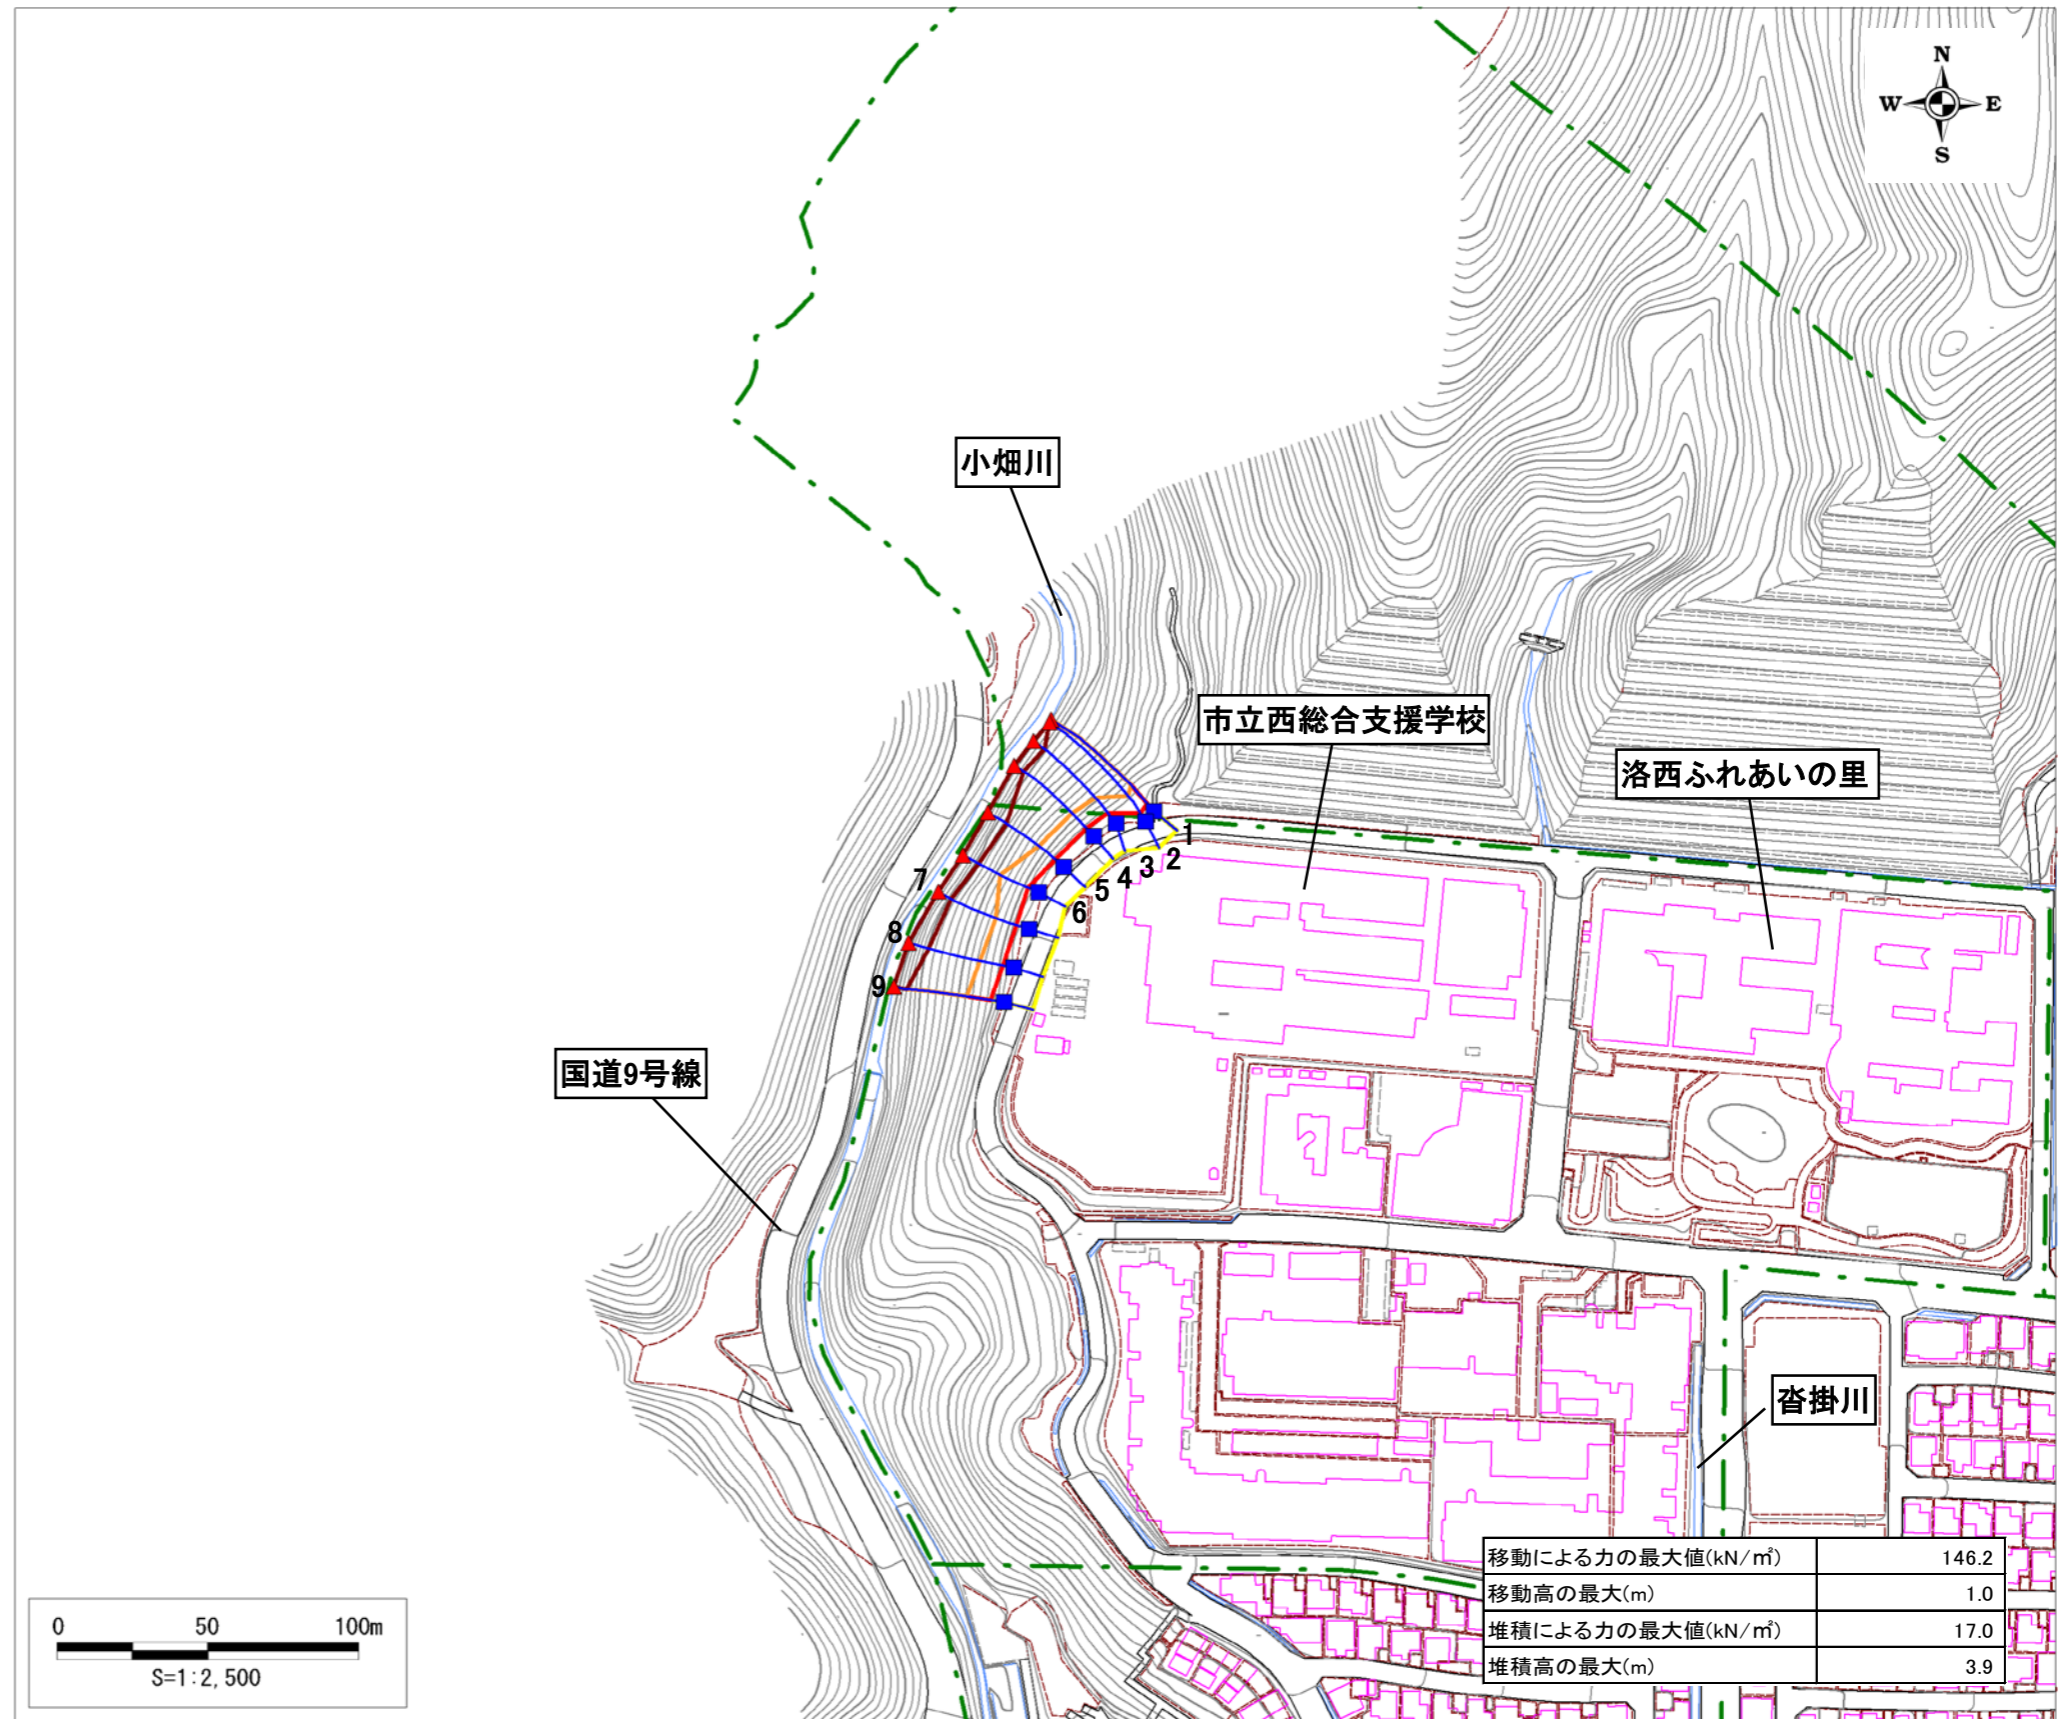 N
W E
S
小畑川
市立西総合支援学校
洛西ふれあいの里
1
2
3
4
5
6
7
8
9
国道9号線
沓掛川
移動による力の最大値(kN/㎡) 146.2
移動高の最大(m) 1.0
堆積による力の最大値(kN/㎡) 17.0
堆積高の最大(m) 3.9
0 50 100m
S=1:2,500